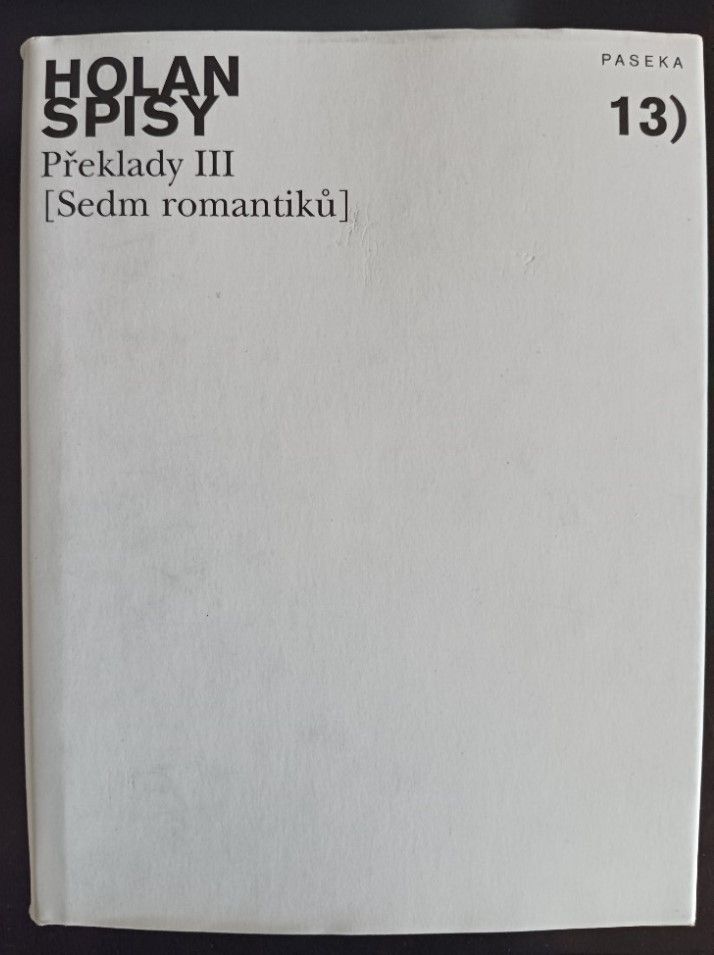 HOLAN
SPISY
Překlady III
[Sedm romantiků]
PASEKA
13)